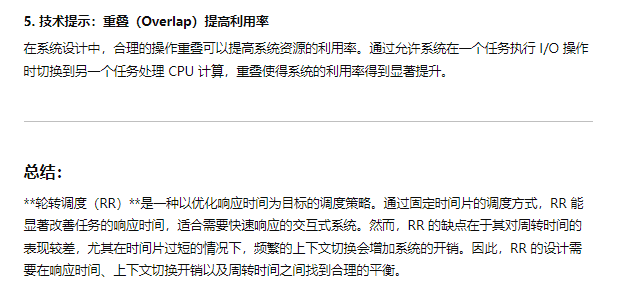 5. 技术提示：重叠（Overlap）提高利用率
在系统设计中，合理的操作重叠可以提高系统资源的利用率。通过允许系统在一个任务执行 I/O 操作
时切换到另一个任务处理 CPU 计算，重叠使得系统的利用率得到显著提升。
总结：
**轮转调度（RR）**是一种以优化响应时间为目标的调度策略。通过固定时间片的调度方式，RR 能
显著改善任务的响应时间，适合需要快速响应的交互式系统。然而，RR 的缺点在于其对周转时间的
表现较差，尤其在时间片过短的情况下，频繁的上下文切换会增加系统的开销。因此，RR 的设计需
要在响应时间、上下文切换开销以及周转时间之间找到合理的平衡。